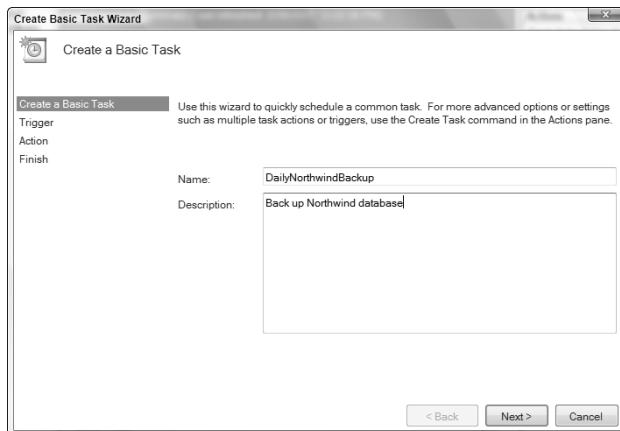 Create Basic Task Wizard
Create a Basic Task
Create a Basic Task
Trigger
Action
Finish
Use this wizard to quickly schedule a common task. For more advanced options or settings
such as multiple task actions or triggers, use the Create Task command in the Actions pane.
Name:
DailyNorthwindBackup
Description:
Back up Northwind database
< Back
Next >
Cancel